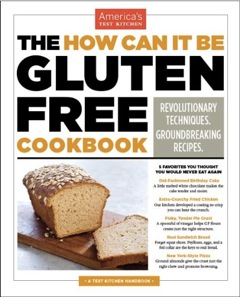 America's
TEST KITCHEN
THE HOW CAN IT BE
GLUTEN
FREE
COOKBOOK
REVOLUTIONARY
TECHNIQUES.
GROUNDBREAKING
RECIPES.
5 FAVORITES YOU THOUGHT
YOU WOULD NEVER EAT AGAIN
Old-Fashioned Birthday Cake
A little melted white chocolate makes the
cake tender and moist.
Extra-Crunchy Fried Chicken
Our kitchen developed a coating so crisp
you can hear the crunch.
Flaky, Tender Pie Crust
A spoonful of vinegar helps GF flours
create just the right structure.
Real Sandwich Bread
Forget squat slices. Psyllium, eggs, and a
foil collar are the keys to real bread.
New York-Style Pizza
Ground almonds give the crust just the
right chew and promote browning.
A TEST KITCHEN HANDBOOK